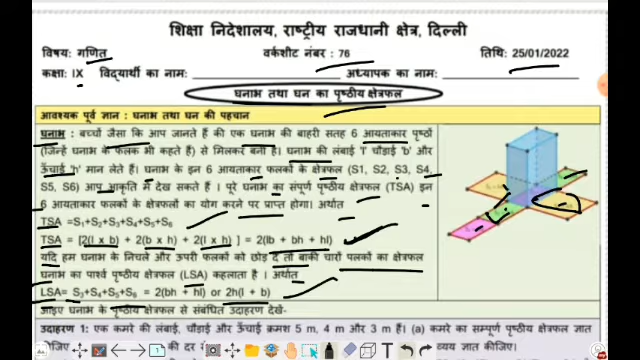 शिक्षा निदेशालय, राष्ट्रीय राजधानी क्षेत्र, दिल्ली
विषय: गणित वर्कशीट नंबर : 76 तिथि: 25/01/2022
कक्षा: IX विद्यार्थी का नाम: अध्यापक का नाम:
घनाभ तथा घन का पृष्ठीय क्षेत्रफल
आवश्यक पूर्व ज्ञान : घनाभ तथा घन की पहचान
घनाभ : बच्चों जैसा कि आप जानते हैं की एक घनाभ की बाहरी सतह 6 आयताकार पृष्ठों
(जिन्हें घनाभ के फलक भी कहते हैं) से मिलकर बनी है। घनाभ की लंबाई 'l' चौड़ाई 'b' और
ऊँचाई 'h' मान लेते हैं। घनाभ के इन 6 आयताकार फलकों के क्षेत्रफल (S1, S2, S3, S4,
S5, S6) आप आकृति में देख सकते हैं। पूरे घनाभ का संपूर्ण पृष्ठीय क्षेत्रफल (TSA) इन
6 आयताकार फलकों के क्षेत्रफलों का योग करने पर प्राप्त होगा। अर्थात
TSA =S₁+S₂+S₃+S₄+S₅+S₆
TSA = [2(l x b) + 2(b x h) + 2(l x h) ] = 2(lb + bh + hl)
यदि हम घनाभ के निचले और ऊपरी फलकों को छोड़ दें तो बाकी चारों पलकों का क्षेत्रफल
घनाभ का पार्श्व पृष्ठीय क्षेत्रफल (LSA) कहलाता है । अर्थात
LSA= S₃+S₄+S₅+S₆ = 2(bh + hl) or 2h(l + b)
आइए घनाभ के पृष्ठीय क्षेत्रफल से संबंधित उदाहरण देखे-
उदाहरण 1: एक कमरे की लंबाई, चौड़ाई और ऊँचाई क्रमश 5 m, 4 m और 3 m हैं। (a) कमरे का सम्पूर्ण पृष्ठीय क्षेत्रफल ज्ञात
कीजिए की दर व्यय ज्ञात कीजिए।